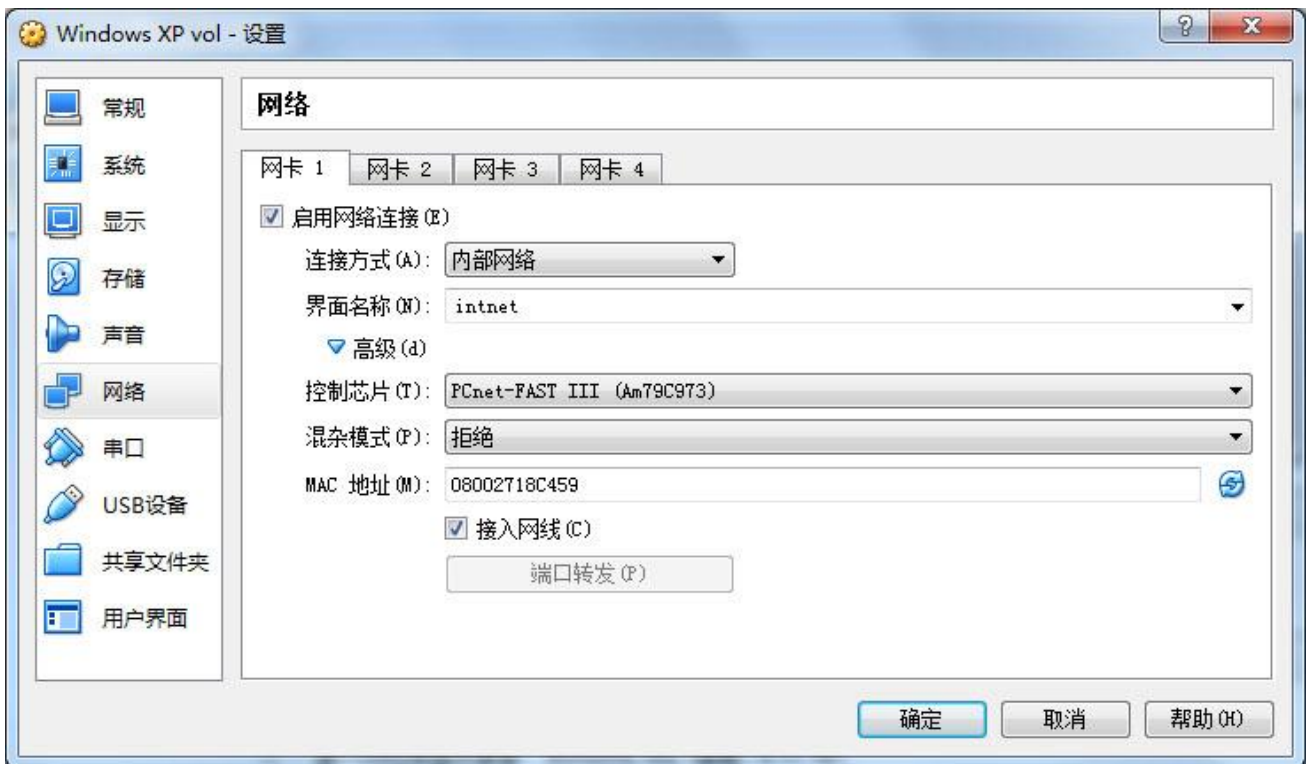 Windows XP vol - 设置
常规
系统
显示
存储
声音
网络
串口
USB设备
共享文件夹
用户界面
网络
网卡 1 网卡 2 网卡 3 网卡 4
启用网络连接(E)
连接方式(A): 内部网络
界面名称(N): intnet
高级(d)
控制芯片(T): PCnet-FAST III (Am79C973)
混杂模式(P): 拒绝
MAC 地址(M): 08002718C459
接入网线(C)
端口转发(P)
确定 取消 帮助(H)